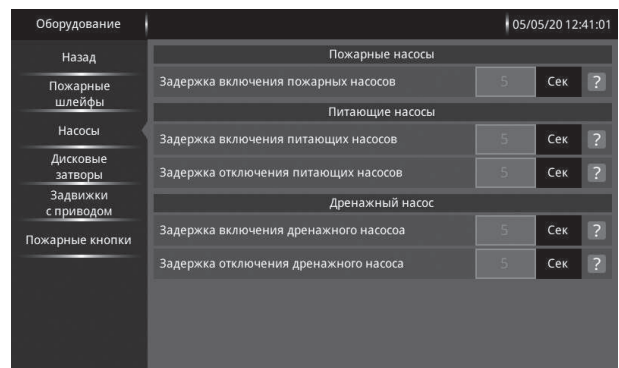 Оборудование
05/05/20 12:41:01
Назад
Пожарные
шлейфы
Насосы
Дисковые
затворы
Задвижки
с приводом
Пожарные кнопки
Пожарные насосы
Задержка включения пожарных насосов 5 Сек ?
Питающие насосы
Задержка включения питающих насосов 5 Сек ?
Задержка отключения питающих насосов 5 Сек ?
Дренажный насос
Задержка включения дренажного насосоа 5 Сек ?
Задержка отключения дренажного насоса 5 Сек ?